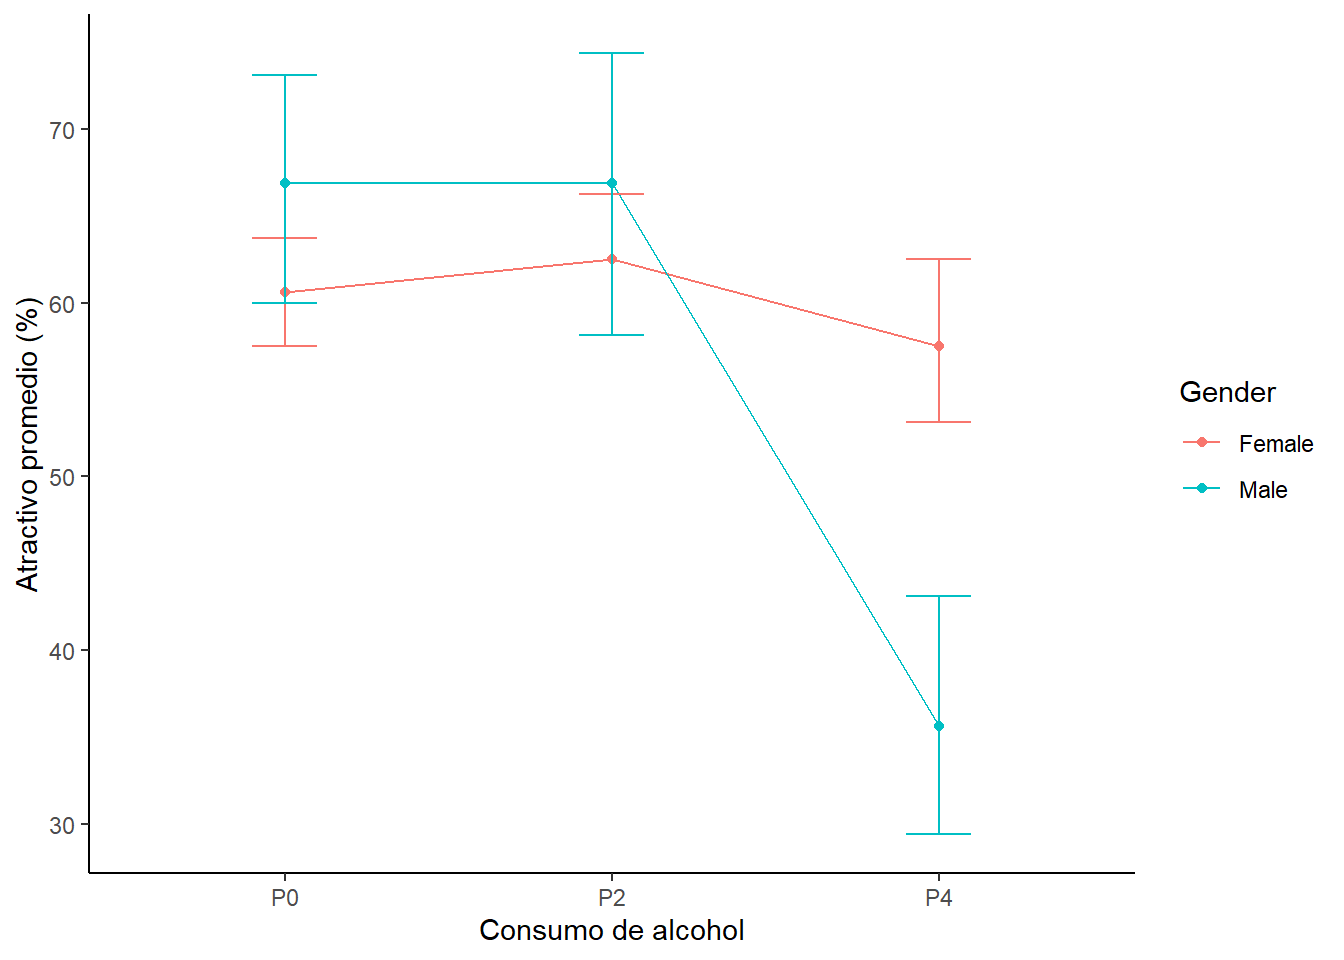 Atractivo promedio (%)
70
60
50
40
30
P0 P2 P4
Consumo de alcohol
Gender
Female
Male